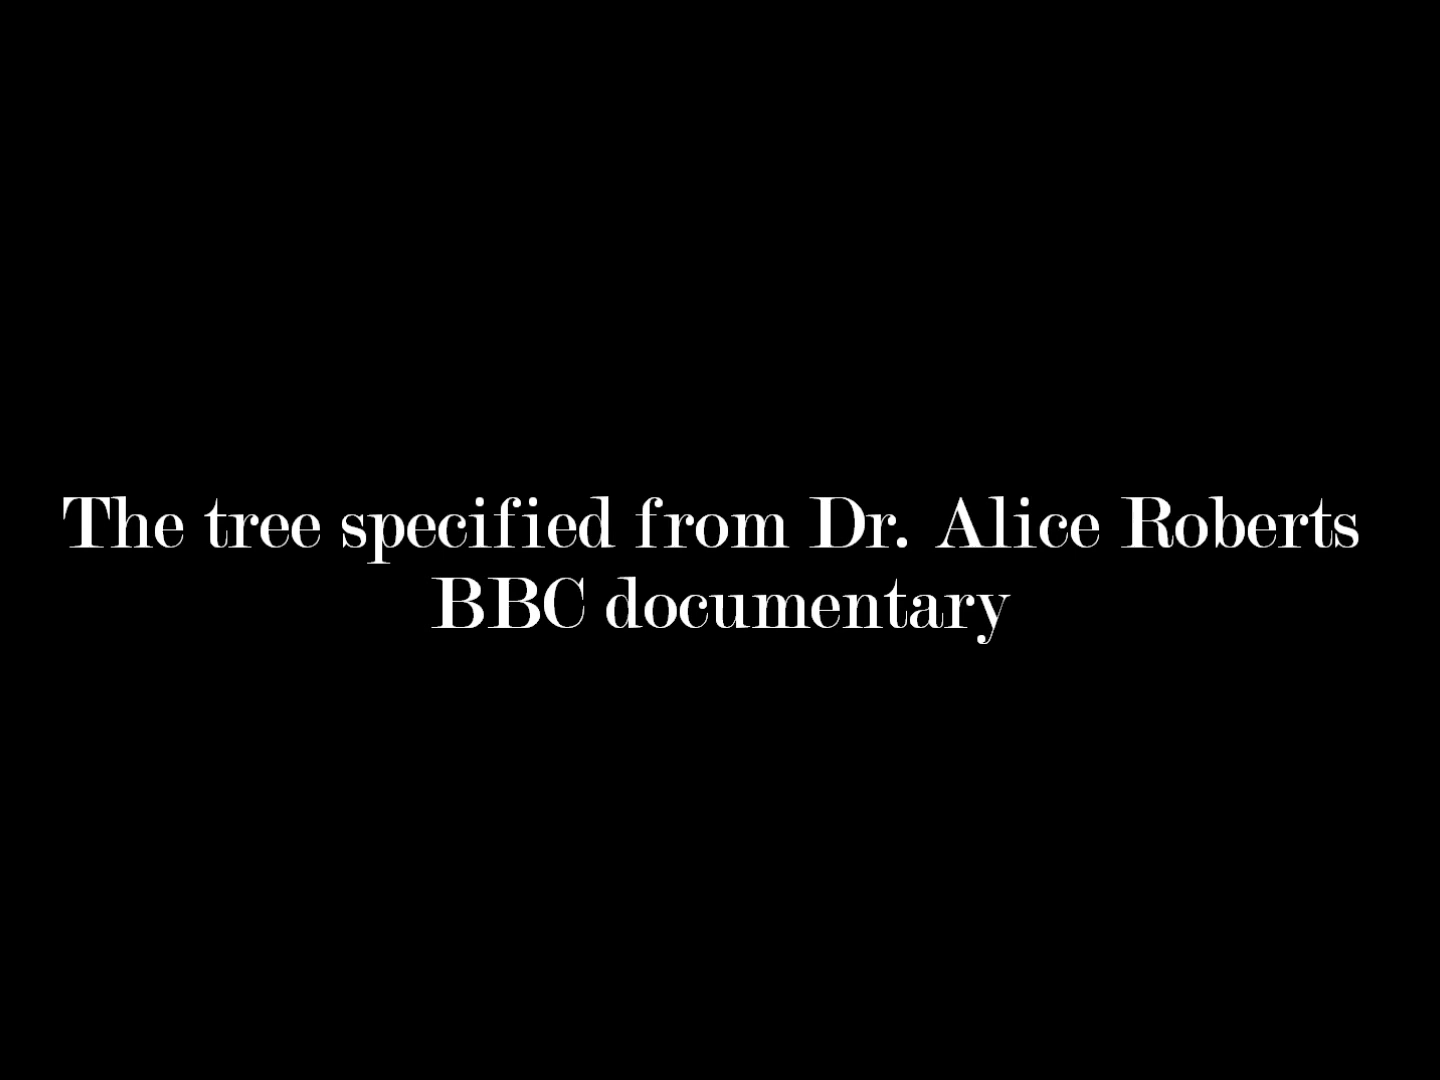 The tree specified from Dr. Alice Roberts
BBC documentary